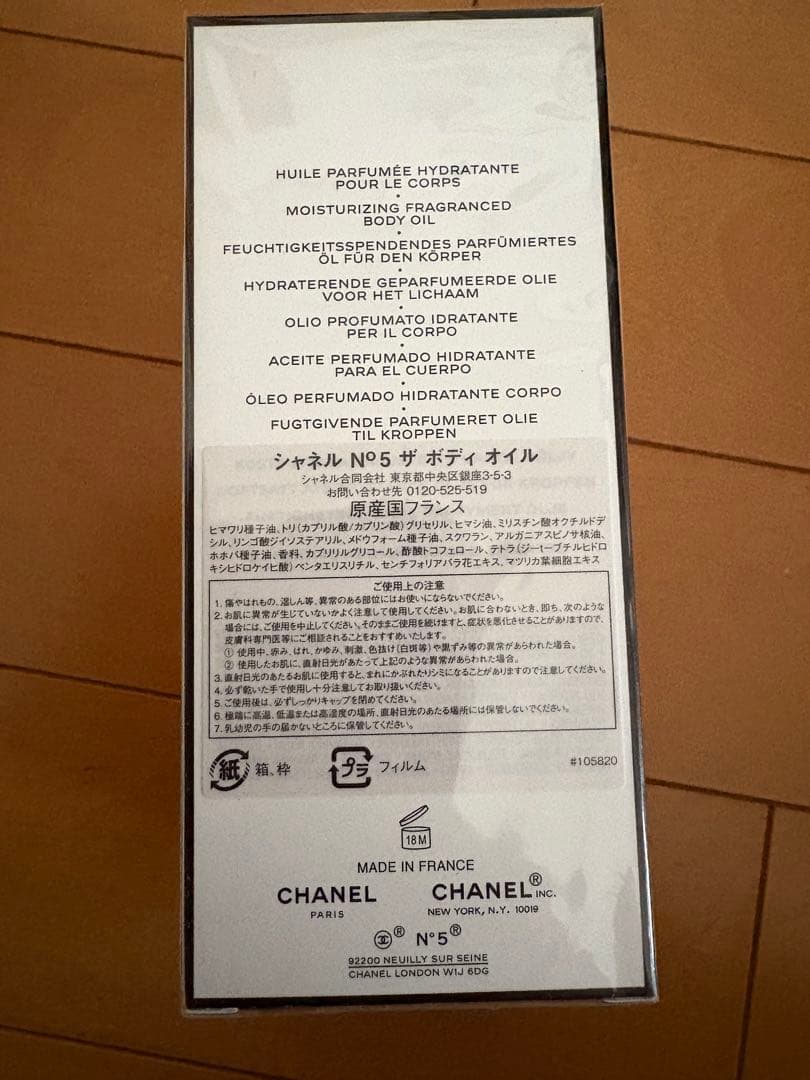 HUILE PARFUMÉE HYDRATANTE
POUR LE CORPS
•
MOISTURIZING FRAGRANCED
BODY OIL
•
FEUCHTIGKEITSSPENDENDES PARFÜMIERTES
ÖL FÜR DEN KÖRPER
•
HYDRATERENDE GEPARFUMEERDE OLIE
VOOR HET LICHAAM
•
OLIO PROFUMATO IDRATANTE
PER IL CORPO
•
ACEITE PERFUMADO HIDRATANTE
PARA EL CUERPO
•
ÓLEO PERFUMADO HIDRATANTE CORPO
•
FUGTGIVENDE PARFUMERET OLIE
TIL KROPPEN
シャネル Nº5 ザ ボディ オイル
シャネル合同会社 東京都中央区銀座3-5-3
お問い合わせ先 0120-525-519
原産国フランス
ヒマワリ種子油、トリ(カプリル酸/カプリン酸)グリセリル、ヒマシ油、ミリスチン酸オクチルドデ
シル、リンゴ酸ジイソステアリル、メドウフォーム種子油、スクワラン、アルガニアスピノサ核油、
ホホバ種子油、香料、カプリリルグリコール、酢酸トコフェロール、テトラ(ジ-t-ブチルヒドロ
キシヒドロケイヒ酸)ペンタエリスリチル、センチフォリアバラ花エキス、マツリカ葉細胞エキス
ご使用上の注意
1. 傷やはれもの、湿しん等、異常のある部位にはお使いにならないでください。
2. お肌に異常が生じていないかよく注意して使用してください。お肌に合わないとき、即ち、次のような
場合には、ご使用を中止してください。そのままご使用を続けますと、症状を悪化させることがありますので、
皮膚科専門医等にご相談されることをおすすめいたします。
① 使用中、赤み、はれ、かゆみ、刺激、色抜け(白斑等)や黒ずみ等の異常があらわれた場合。
② 使用したお肌に、直射日光があたって上記のような異常があらわれた場合。
3. 直射日光のあたるお肌に使用すると、まれにかぶれたりシミになることがありますので注意してください。
4. 必ず乾いた手で使用し十分注意してお取り扱いください。
5. ご使用後は、必ずしっかりキャップを閉めてください。
6. 極端に高温、低温または高湿度の場所、直射日光のあたる場所には保管しないでください。
7. 乳幼児の手の届かないところに保管してください。
紙 箱、枠 プラ フィルム #105820
18M
MADE IN FRANCE
CHANEL CHANEL® INC.
PARIS NEW YORK, N.Y. 10019
® Nº5®
92200 NEUILLY SUR SEINE
CHANEL LONDON W1J 6DG